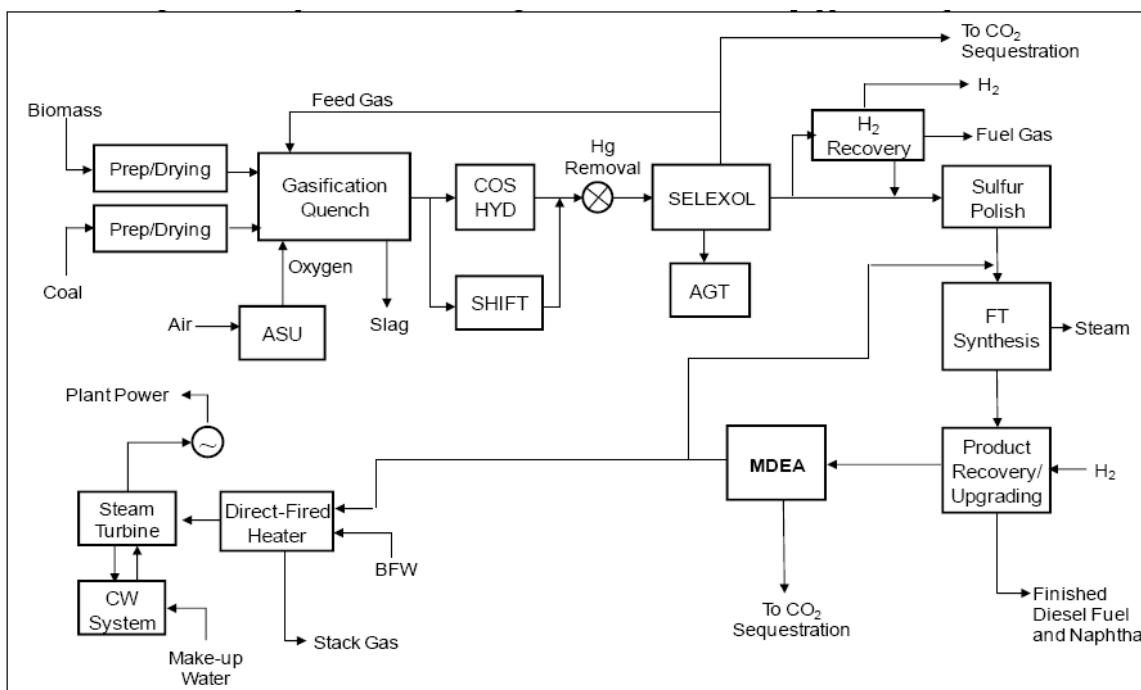 To CO₂
Sequestration
H₂
Feed Gas
Biomass
Hg
Removal
H₂
Recovery
Fuel Gas
Prep/Drying
Gasification
Quench
COS
HYD
SELEXOL
Sulfur
Polish
Prep/Drying
Oxygen
Coal
SHIFT
AGT
Air
ASU
Slag
FT
Synthesis
Steam
Plant Power
~
MDEA
Product
Recovery/
Upgrading
H₂
Steam
Turbine
Direct-Fired
Heater
BFW
CW
System
To CO₂
Sequestration
Finished
Diesel Fuel
and Naphtha
Stack Gas
Make-up
Water